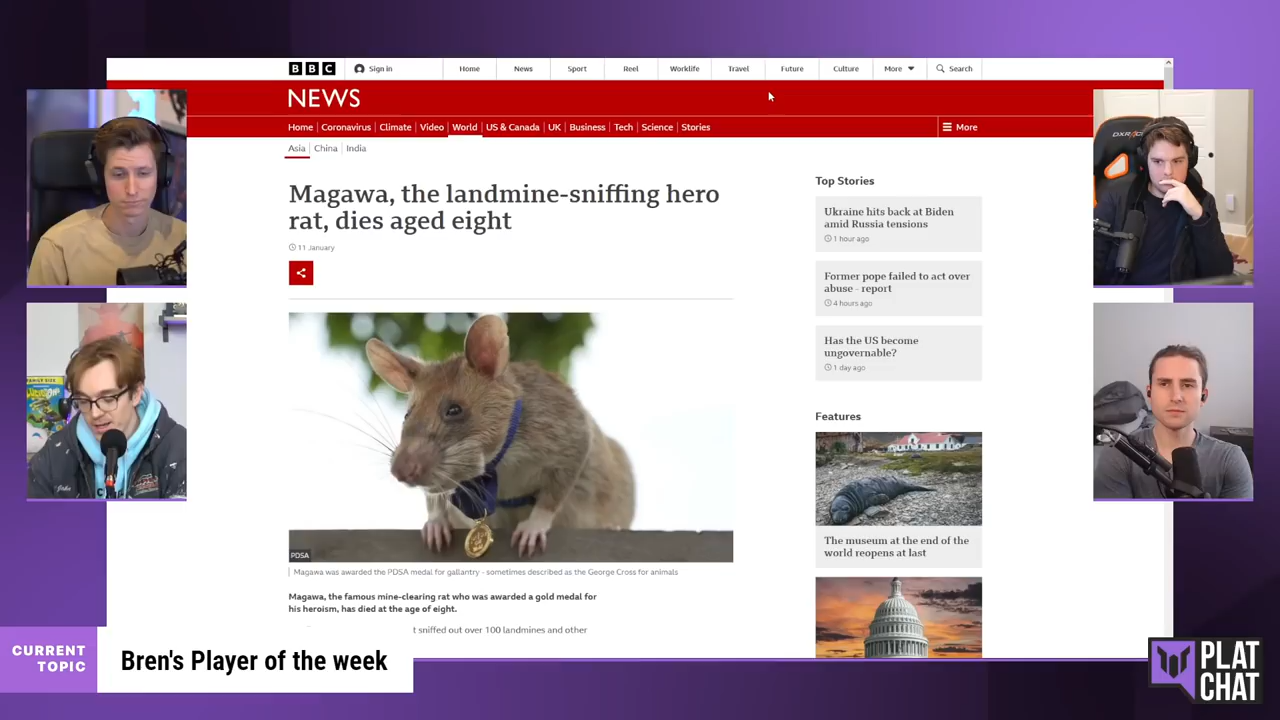 BBC
Sign in
Home
News
Sport
Reel
Worklife
Travel
Future
Culture
More
Search
NEWS
Home
Coronavirus
Climate
Video
World
US & Canada
UK
Business
Tech
Science
Stories
More
Asia
China
India
Magawa, the landmine-sniffing hero
rat, dies aged eight
11 January
PDSA
Magawa was awarded the PDSA medal for gallantry - sometimes described as the George Cross for animals
Magawa, the famous mine-clearing rat who was awarded a gold medal for
his heroism, has died at the age of eight.
t sniffed out over 100 landmines and other
Top Stories
Ukraine hits back at Biden
amid Russia tensions
1 hour ago
Former pope failed to act over
abuse - report
4 hours ago
Has the US become
ungovernable?
1 day ago
Features
The museum at the end of the
world reopens at last
DXRACER
CURRENT
TOPIC
Bren's Player of the week
PLAT
CHAT